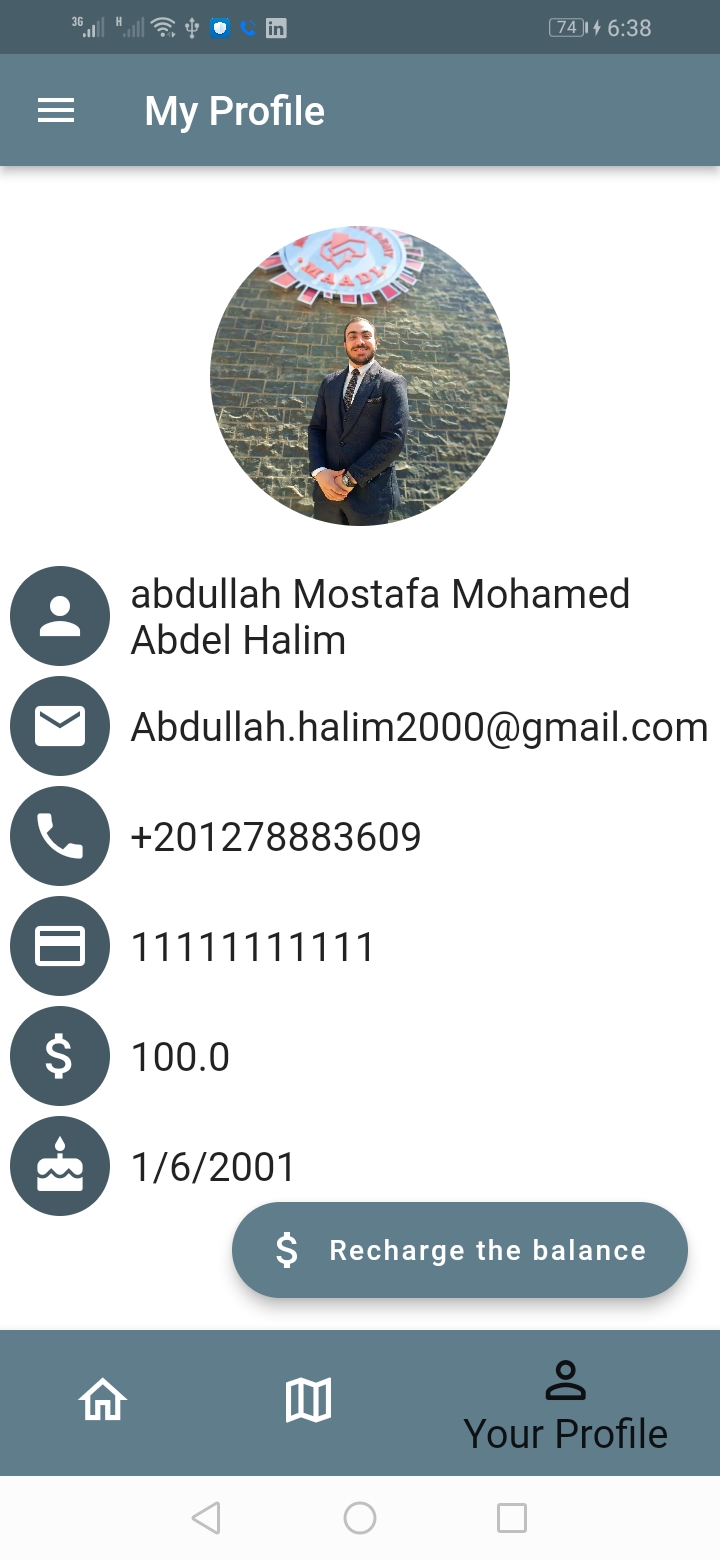 3G H 74 6:38
My Profile
MAADI
abdullah Mostafa Mohamed
Abdel Halim
Abdullah.halim2000@gmail.com
+201278883609
11111111111
$ 100.0
1/6/2001
$ Recharge the balance
Your Profile